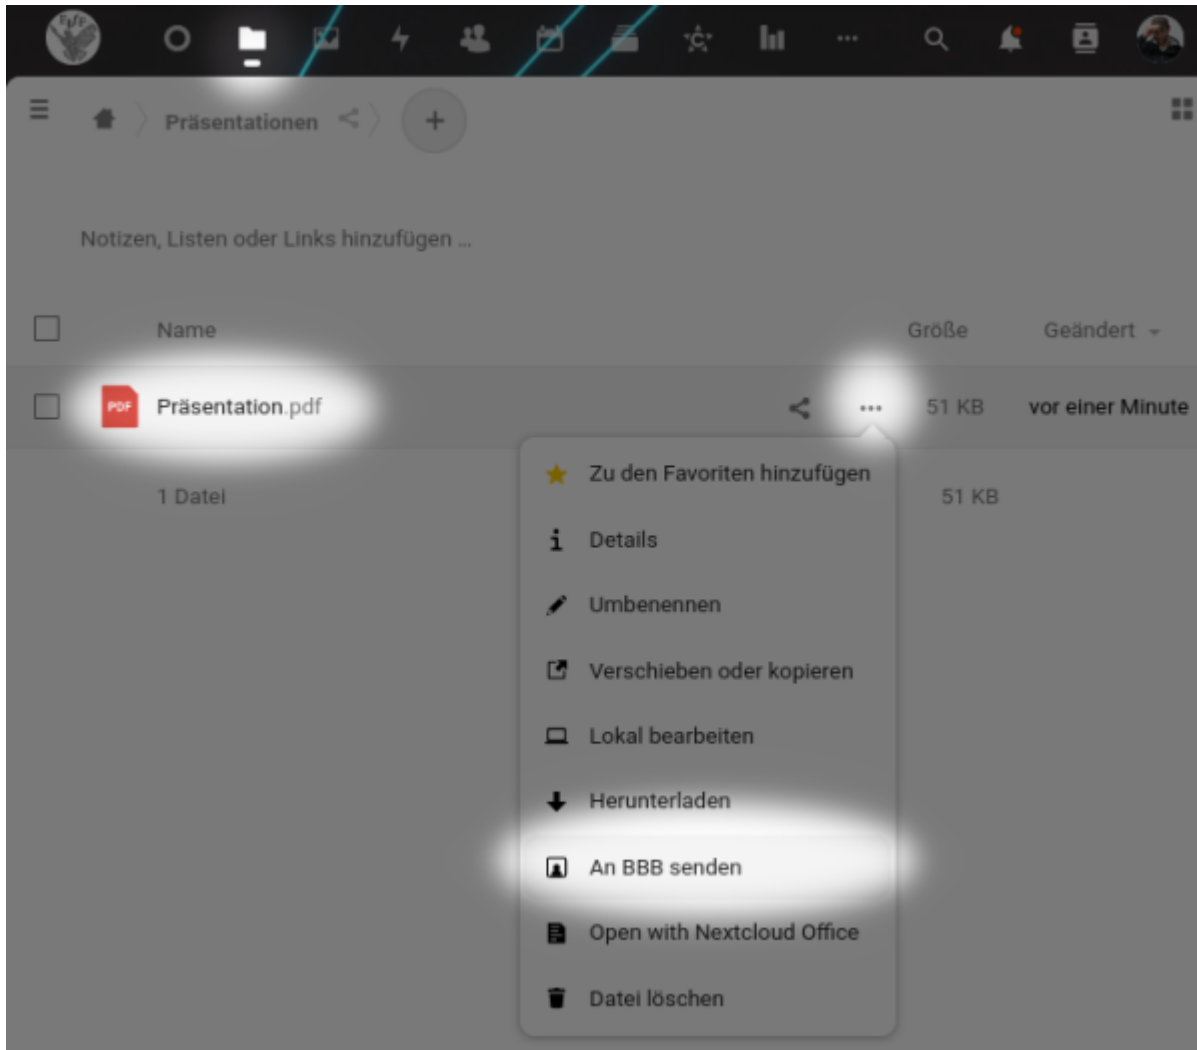 Präsentationen
Notizen, Listen oder Links hinzufügen ...
Name Größe Geändert
PDF Präsentation.pdf 51 KB vor einer Minute
1 Datei 51 KB
Zu den Favoriten hinzufügen
Details
Umbenennen
Verschieben oder kopieren
Lokal bearbeiten
Herunterladen
An BBB senden
Open with Nextcloud Office
Datei löschen